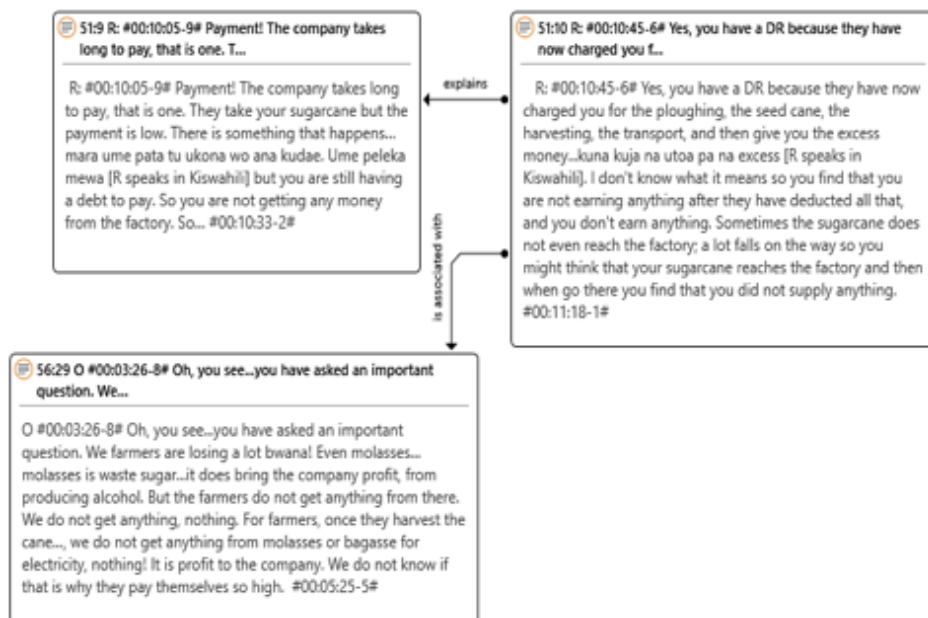 51:9 R: #00:10:05-9# Payment! The company takes
long to pay, that is one. T...
R: #00:10:05-9# Payment! The company takes long
to pay, that is one. They take your sugarcane but the
payment is low. There is something that happens...
mara ume pata tu ukona wo ana kudae. Ume peleka
mewa [R speaks in Kiswahili] but you are still having
a debt to pay. So you are not getting any money
from the factory. So... #00:10:33-2#
explains
51:10 R: #00:10:45-6# Yes, you have a DR because they have
now charged you f...
R: #00:10:45-6# Yes, you have a DR because they have now
charged you for the ploughing, the seed cane, the
harvesting, the transport, and then give you the excess
money...kuna kuja na utoa pa na excess [R speaks in
Kiswahili]. I don't know what it means so you find that you
are not earning anything after they have deducted all that,
and you don't earn anything. Sometimes the sugarcane does
not even reach the factory; a lot falls on the way so you
might think that your sugarcane reaches the factory and then
when go there you find that you did not supply anything.
#00:11:18-1#
is associated with
56:29 O #00:03:26-8# Oh, you see...you have asked an important
question. We...
O #00:03:26-8# Oh, you see...you have asked an important
question. We farmers are losing a lot bwana! Even molasses...
molasses is waste sugar...it does bring the company profit, from
producing alcohol. But the farmers do not get anything from there.
We do not get anything, nothing. For farmers, once they harvest the
cane..., we do not get anything from molasses or bagasse for
electricity, nothing! It is profit to the company. We do not know if
that is why they pay themselves so high. #00:05:25-5#